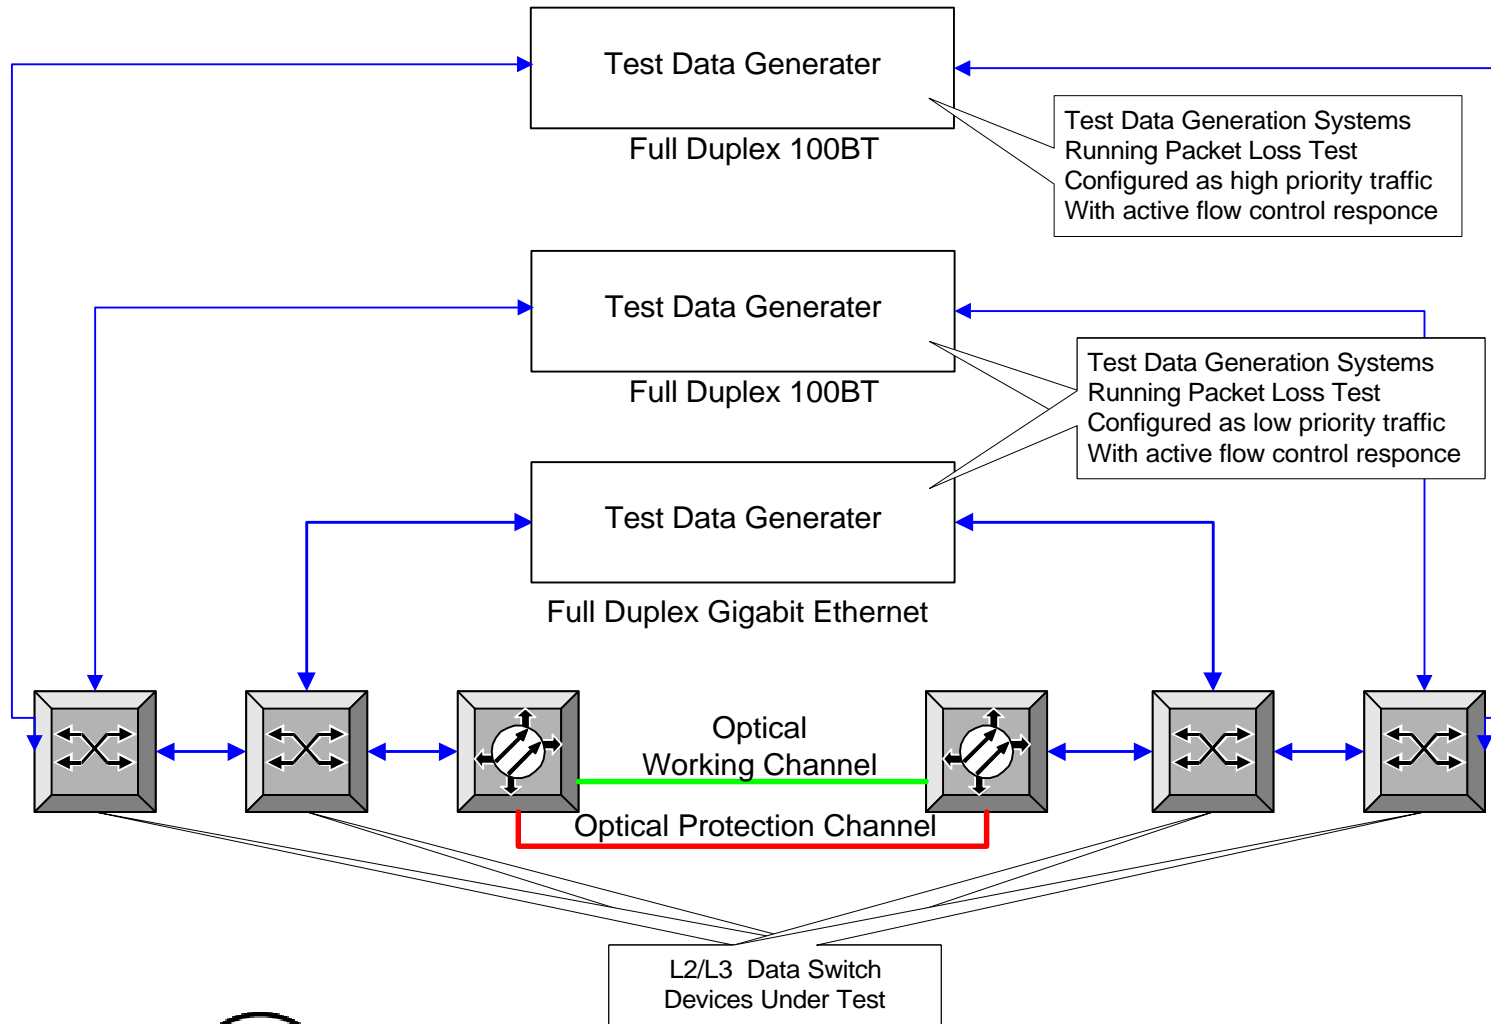 Test Data Generater
Full Duplex 100BT
Test Data Generation Systems
Running Packet Loss Test
Configured as high priority traffic
With active flow control responce
Test Data Generater
Full Duplex 100BT
Test Data Generation Systems
Running Packet Loss Test
Configured as low priority traffic
With active flow control responce
Test Data Generater
Full Duplex Gigabit Ethernet
Optical
Working Channel
Optical Protection Channel
L2/L3 Data Switch
Devices Under Test